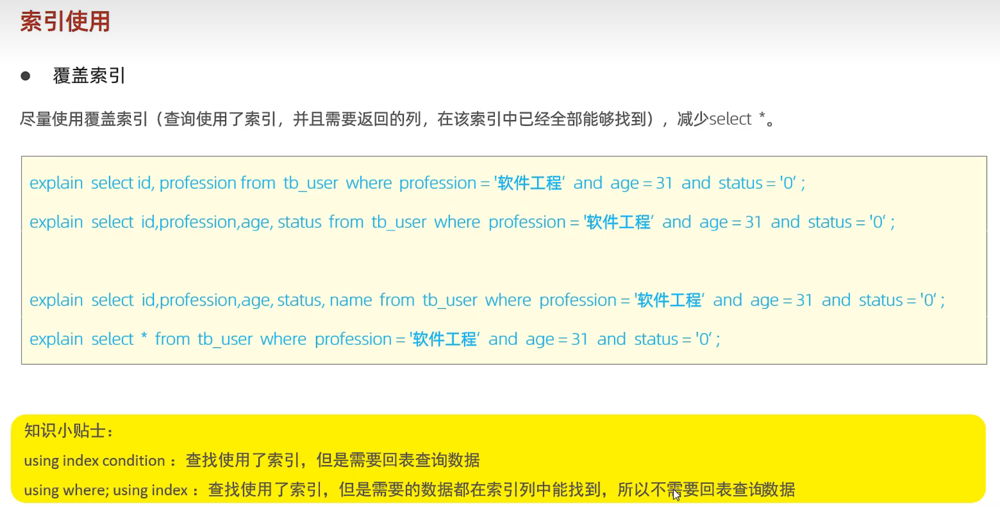 索引使用
● 覆盖索引
尽量使用覆盖索引（查询使用了索引，并且需要返回的列，在该索引中已经全部能够找到），减少select *。
explain select id, profession from tb_user where profession = '软件工程‘ and age = 31 and status = '0‘ ;
explain select id,profession,age, status from tb_user where profession = '软件工程‘ and age = 31 and status = '0‘ ;
explain select id,profession,age, status, name from tb_user where profession = '软件工程‘ and age = 31 and status = '0‘ ;
explain select * from tb_user where profession = '软件工程‘ and age = 31 and status = '0‘ ;
知识小贴士：
using index condition ：查找使用了索引，但是需要回表查询数据
using where; using index ：查找使用了索引，但是需要的数据都在索引列中能找到，所以不需要回表查询数据